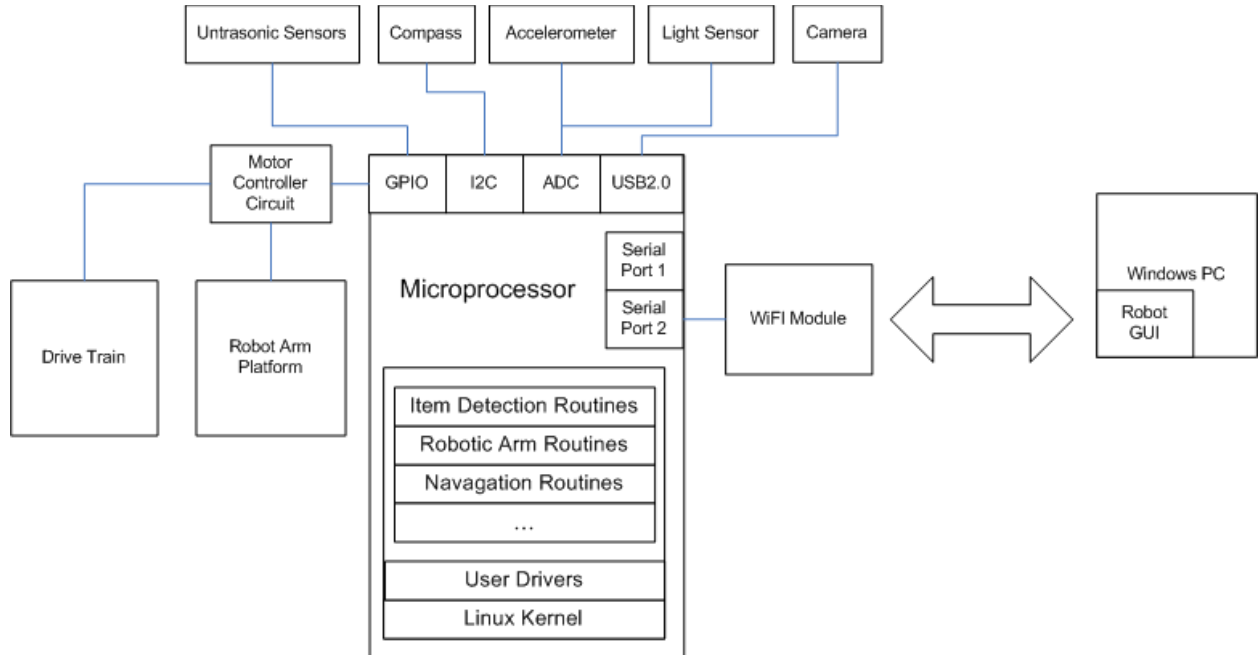 Untrasonic Sensors
Compass
Accelerometer
Light Sensor
Camera
Motor
Controller
Circuit
GPIO
I2C
ADC
USB2.0
Serial
Port 1
Microprocessor
Serial
Port 2
WiFI Module
Windows PC
Robot
GUI
Drive Train
Robot Arm
Platform
Item Detection Routines
Robotic Arm Routines
Navagation Routines
...
User Drivers
Linux Kernel